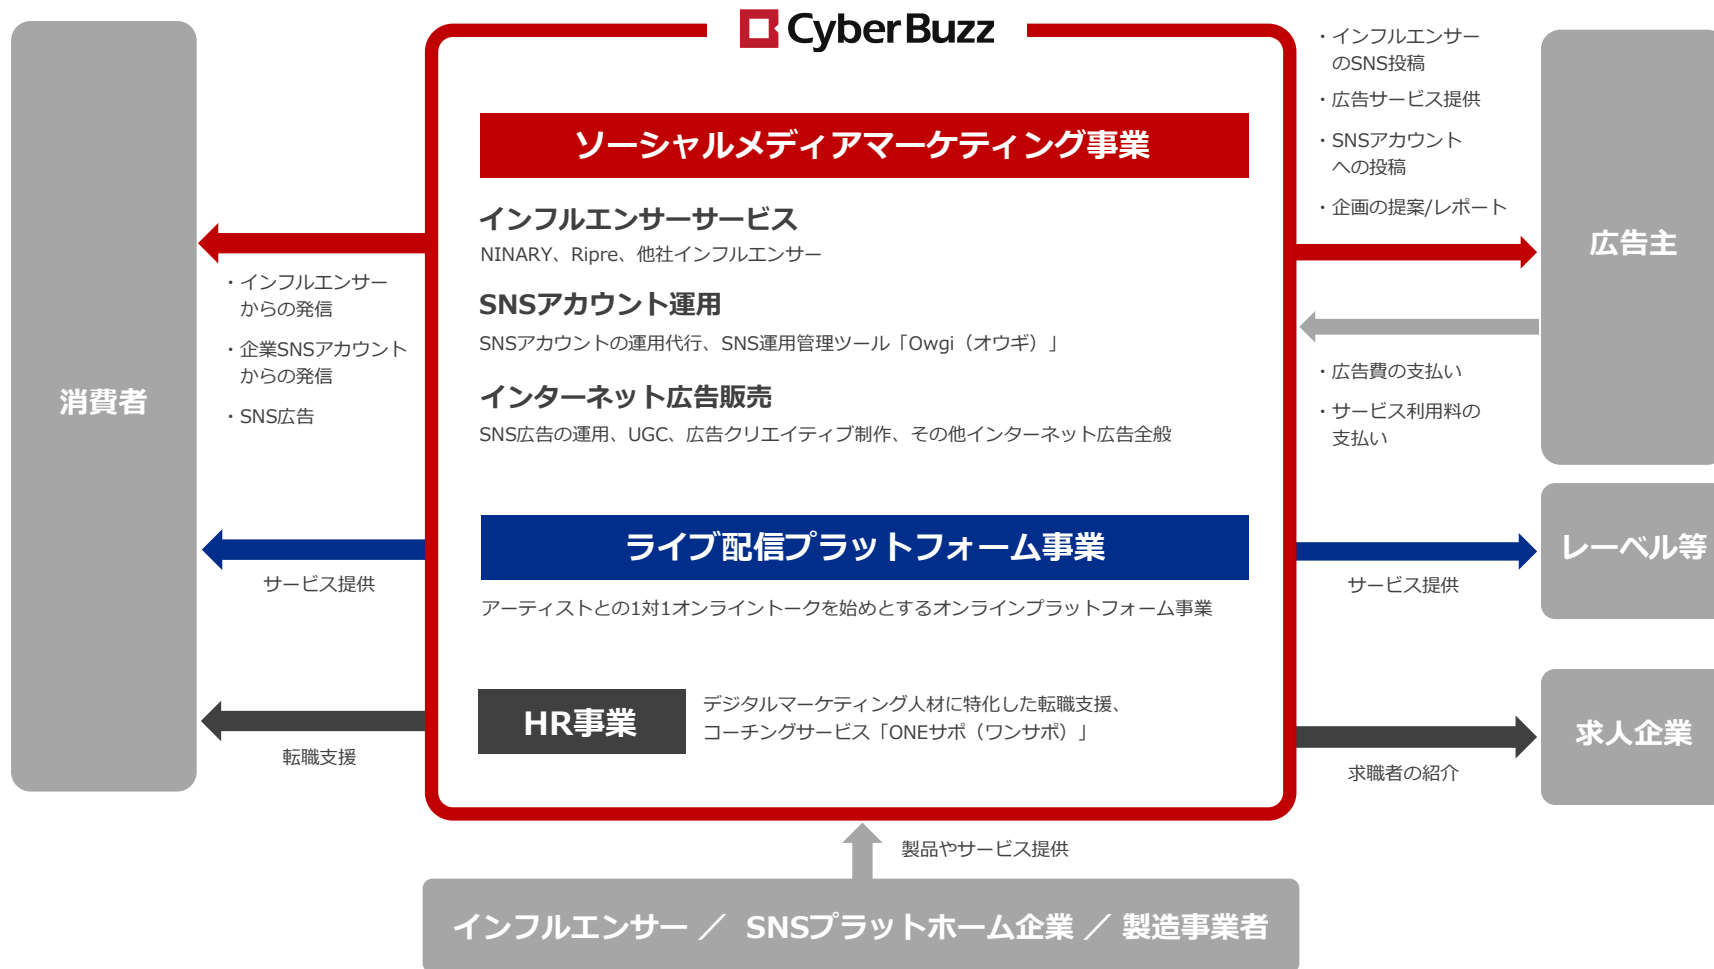 CyberBuzz
消費者
・インフルエンサー
からの発信
・企業SNSアカウント
からの発信
・SNS広告
サービス提供
転職支援
ソーシャルメディアマーケティング事業
インフルエンサーサービス
NINARY、Ripre、他社インフルエンサー
SNSアカウント運用
SNSアカウントの運用代行、SNS運用管理ツール「Owgi（オウギ）」
インターネット広告販売
SNS広告の運用、UGC、広告クリエイティブ制作、その他インターネット広告全般
ライブ配信プラットフォーム事業
アーティストとの1対1オンライントークを始めとするオンラインプラットフォーム事業
HR事業
デジタルマーケティング人材に特化した転職支援、
コーチングサービス「ONEサポ（ワンサポ）」
・インフルエンサー
のSNS投稿
・広告サービス提供
・SNSアカウント
への投稿
・企画の提案/レポート
・広告費の支払い
・サービス利用料の
支払い
サービス提供
求職者の紹介
広告主
レーベル等
求人企業
製品やサービス提供
インフルエンサー ／ SNSプラットホーム企業 ／ 製造事業者